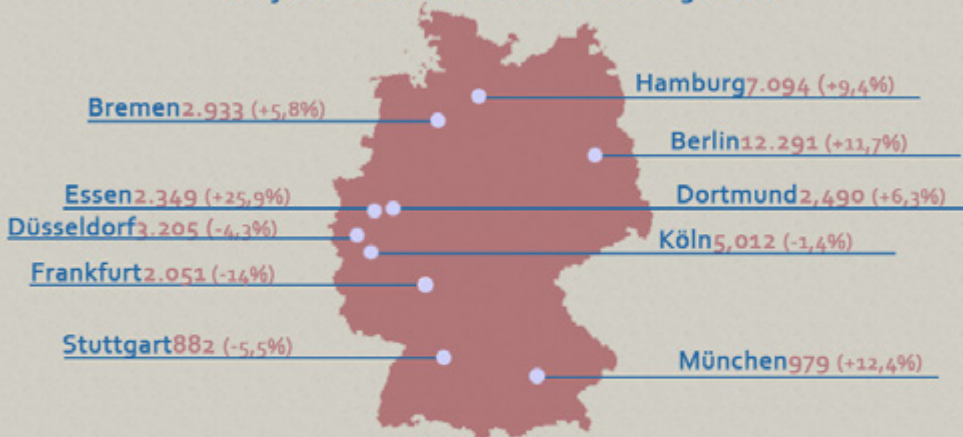 Hamburg7.094 (+9,4%)
Bremen2.933 (+5,8%)
Berlin12.291 (+11,7%)
Essen2.349 (+25,9%)
Dortmund2,490 (+6,3%)
Düsseldorf3.205 (-4,3%)
Köln5,012 (-1,4%)
Frankfurt2.051 (-14%)
Stuttgart882 (-5,5%)
München979 (+12,4%)